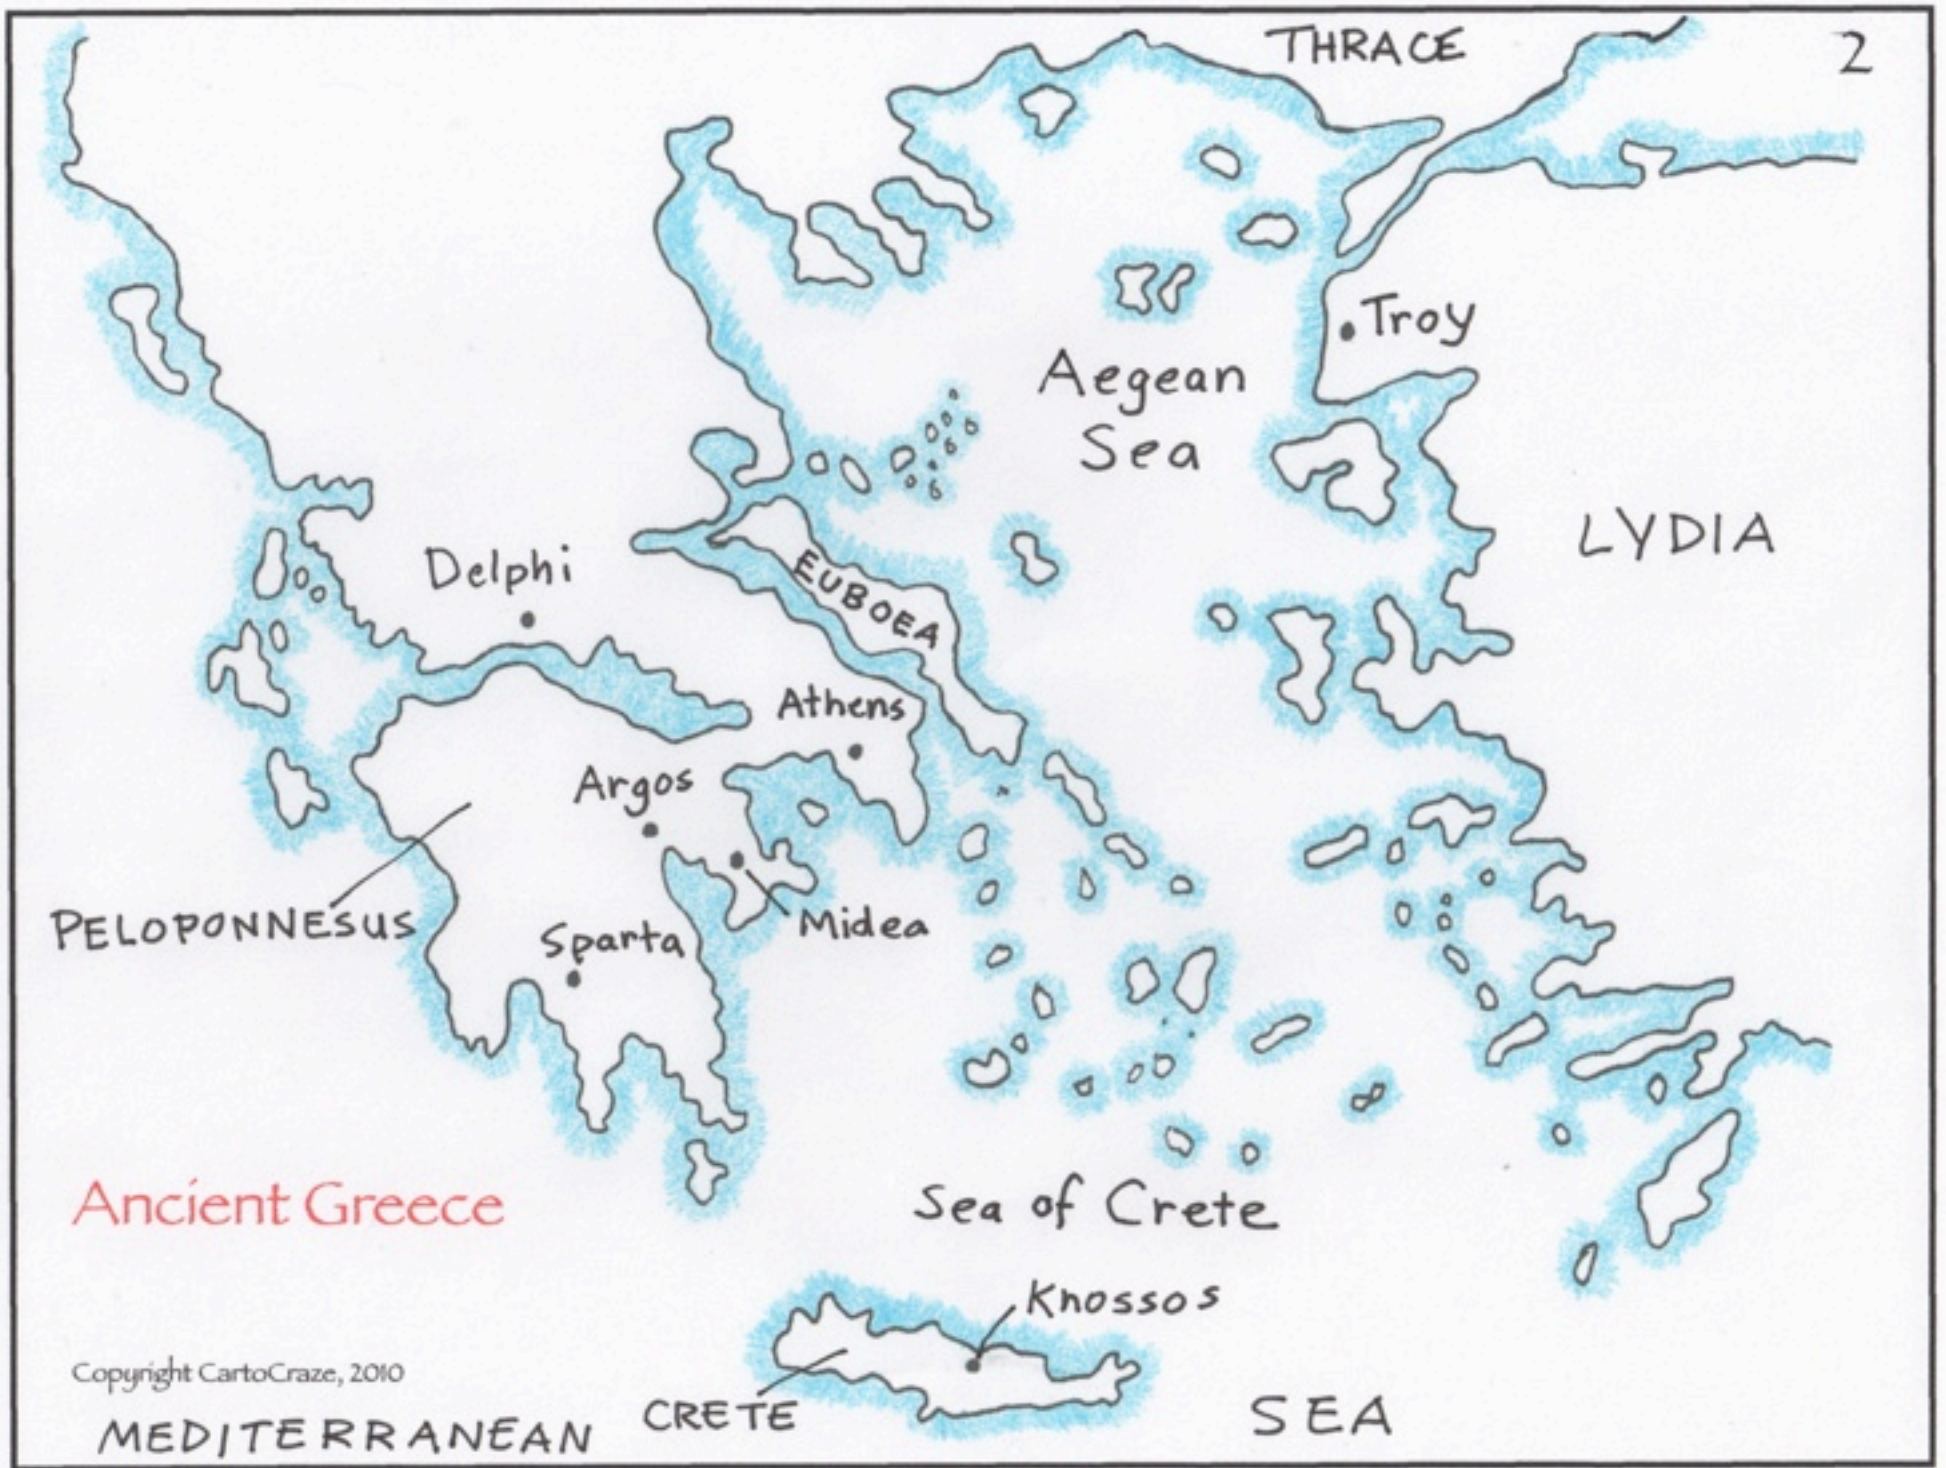 THRACE
2
Troy
Aegean
Sea
LYDIA
Delphi
EUBOEA
Athens
Argos
PELOPONNESUS
Midea
Sparta
Ancient Greece
Sea of Crete
Knossos
Copyright CartoCraze, 2010
CRETE
MEDITERRANEAN
SEA